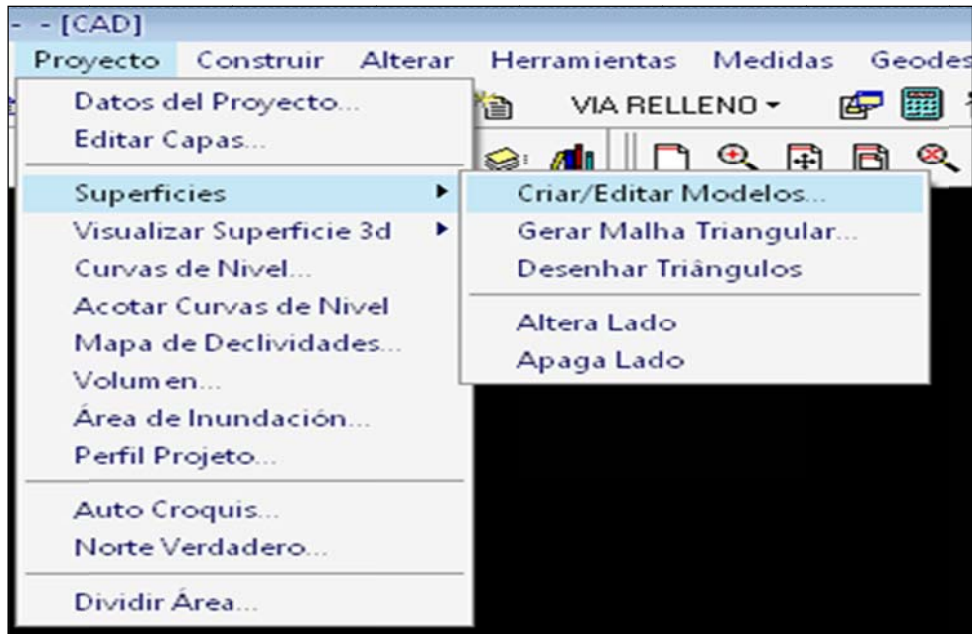 - - [CAD]
Proyecto Construir Alterar Herramientas Medidas Geodes
VIA RELLENO
Datos del Proyecto...
Editar Capas...
Superficies
Visualizar Superficie 3d
Curvas de Nivel...
Acotar Curvas de Nivel
Mapa de Declividades...
Volumen...
Área de Inundación...
Perfil Projeto...
Auto Croquis...
Norte Verdadero...
Dividir Área...
Criar/Editar Modelos...
Gerar Malha Triangular...
Desenhar Triângulos
Altera Lado
Apaga Lado